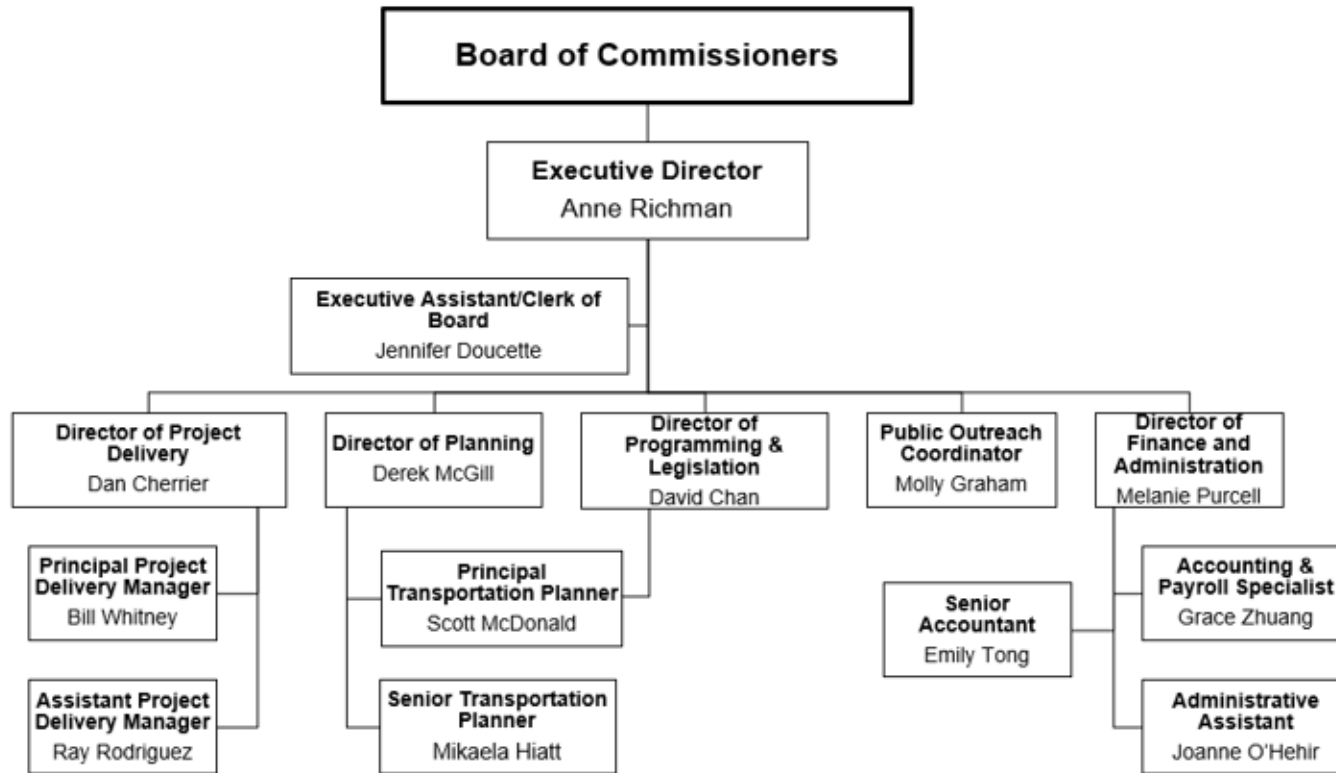 Board of Commissioners
Executive Director
Anne Richman
Executive Assistant/Clerk of
Board
Jennifer Doucette
Director of Project
Delivery
Dan Cherrier
Director of Planning
Derek McGill
Director of
Programming &
Legislation
David Chan
Public Outreach
Coordinator
Molly Graham
Director of
Finance and
Administration
Melanie Purcell
Principal Project
Delivery Manager
Bill Whitney
Principal
Transportation Planner
Scott McDonald
Senior
Accountant
Emily Tong
Accounting &
Payroll Specialist
Grace Zhuang
Assistant Project
Delivery Manager
Ray Rodriguez
Senior Transportation
Planner
Mikaela Hiatt
Administrative
Assistant
Joanne O'Hehir